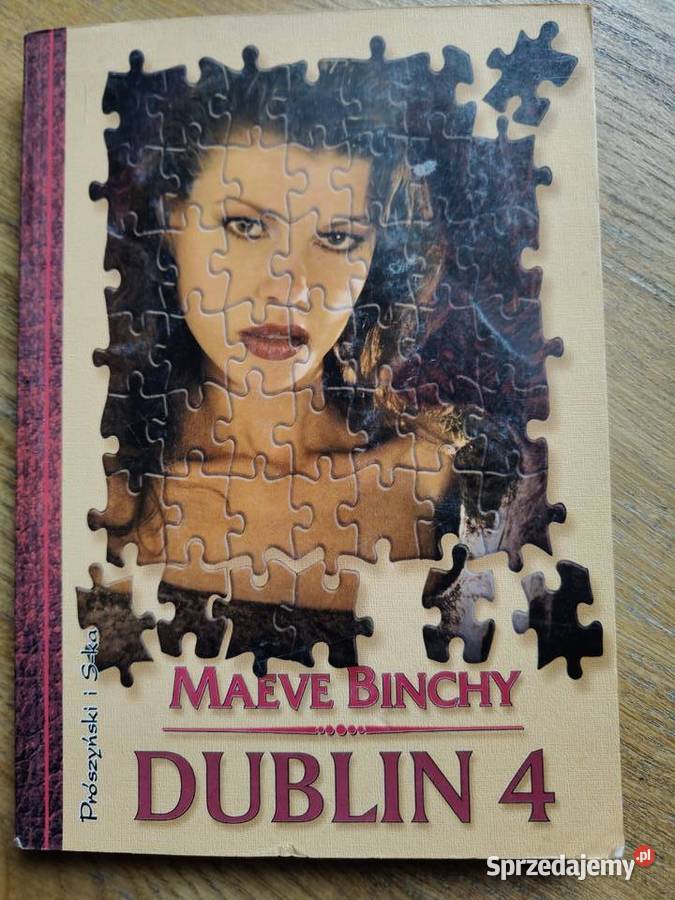 Prószyński i S-ka
MAEVE BINCHY
DUBLIN 4
Sprzedajemy.pl